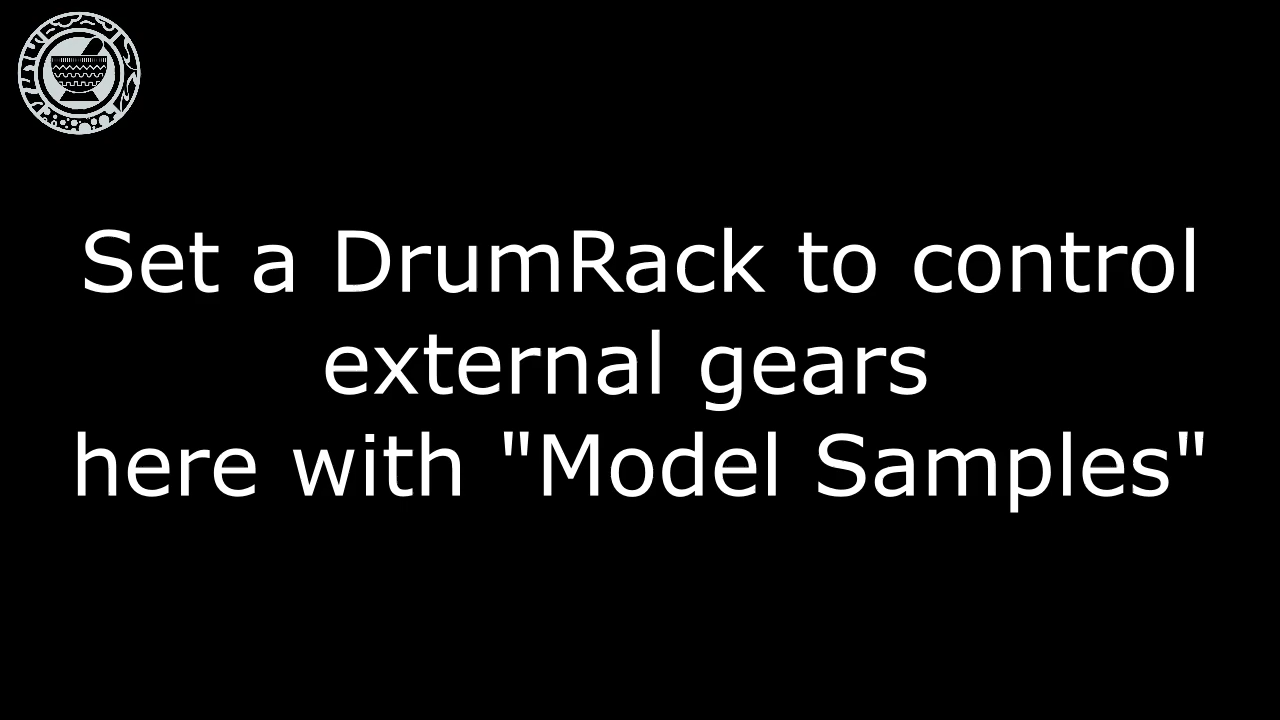 Set a DrumRack to control
external gears
here with "Model Samples"